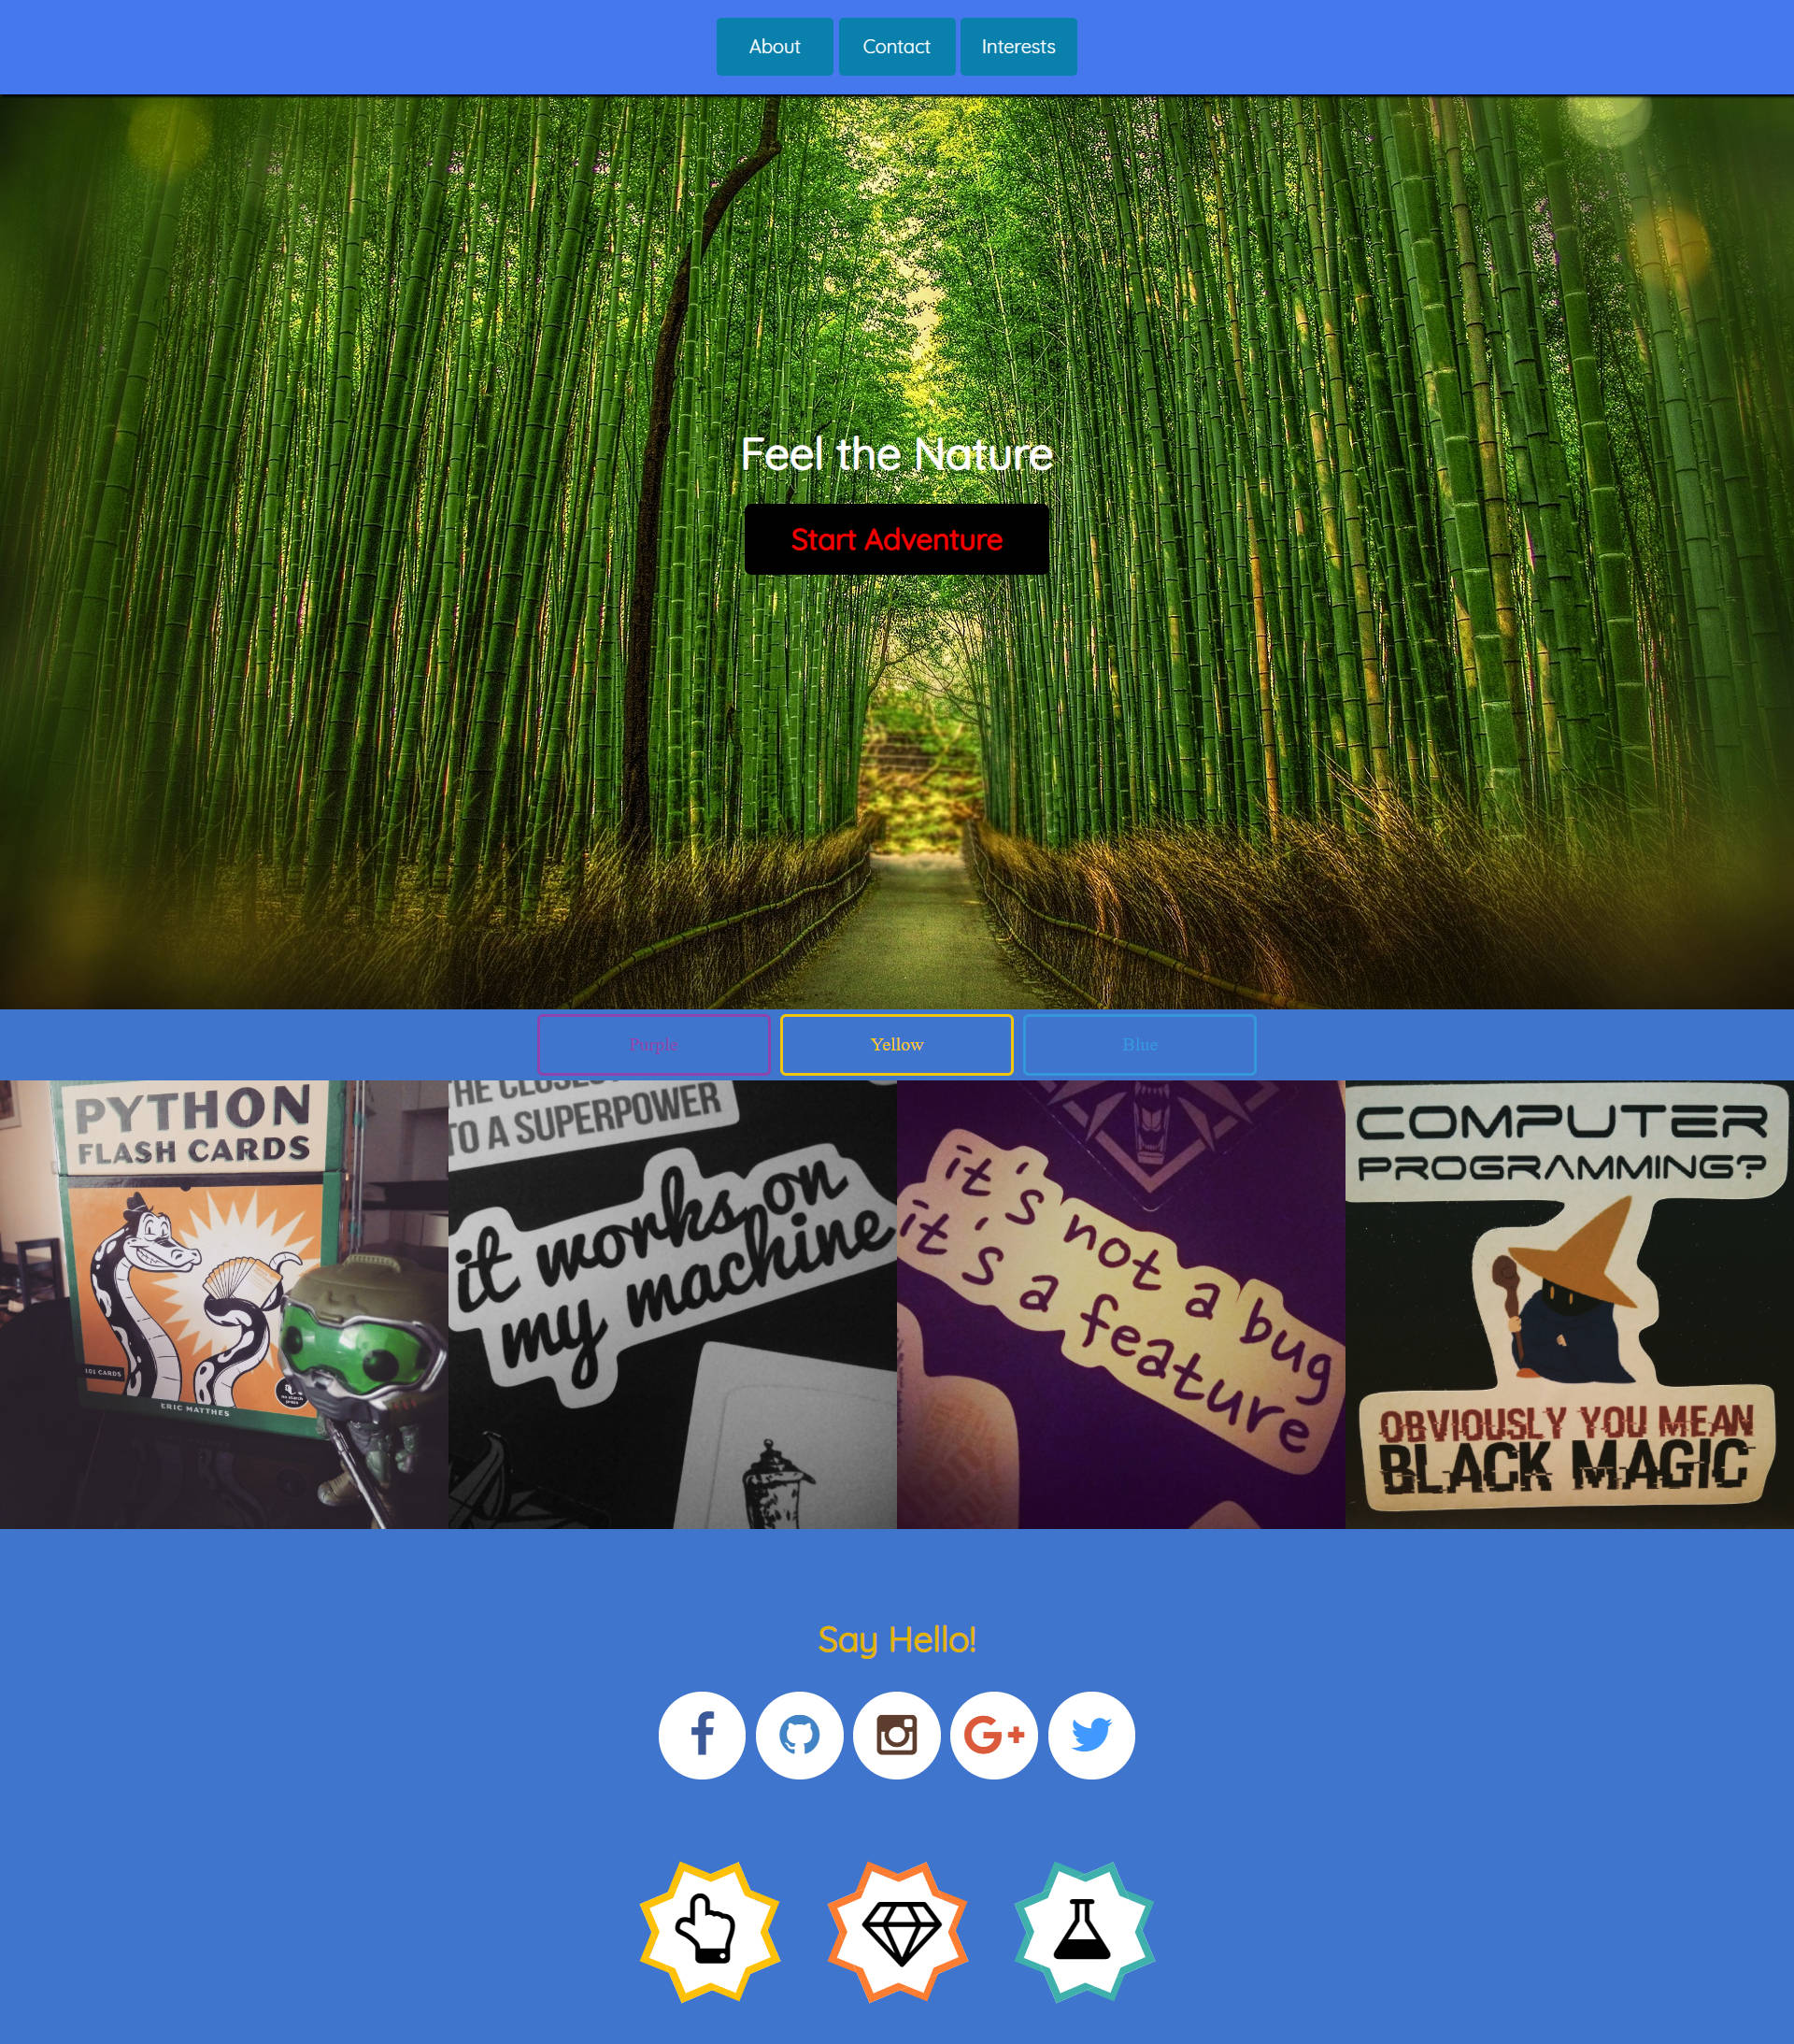 About
Contact
Interests
Feel the Nature
Start Adventure
Purple
Yellow
Blue
PYTHON
FLASH CARDS
101 CARDS
ERIC MATTHES
TO A SUPERPOWER
it works on
my machine
it's not a bug
it's a feature
COMPUTER
PROGRAMMING?
OBVIOUSLY YOU MEAN
BLACK MAGIC
Say Hello!